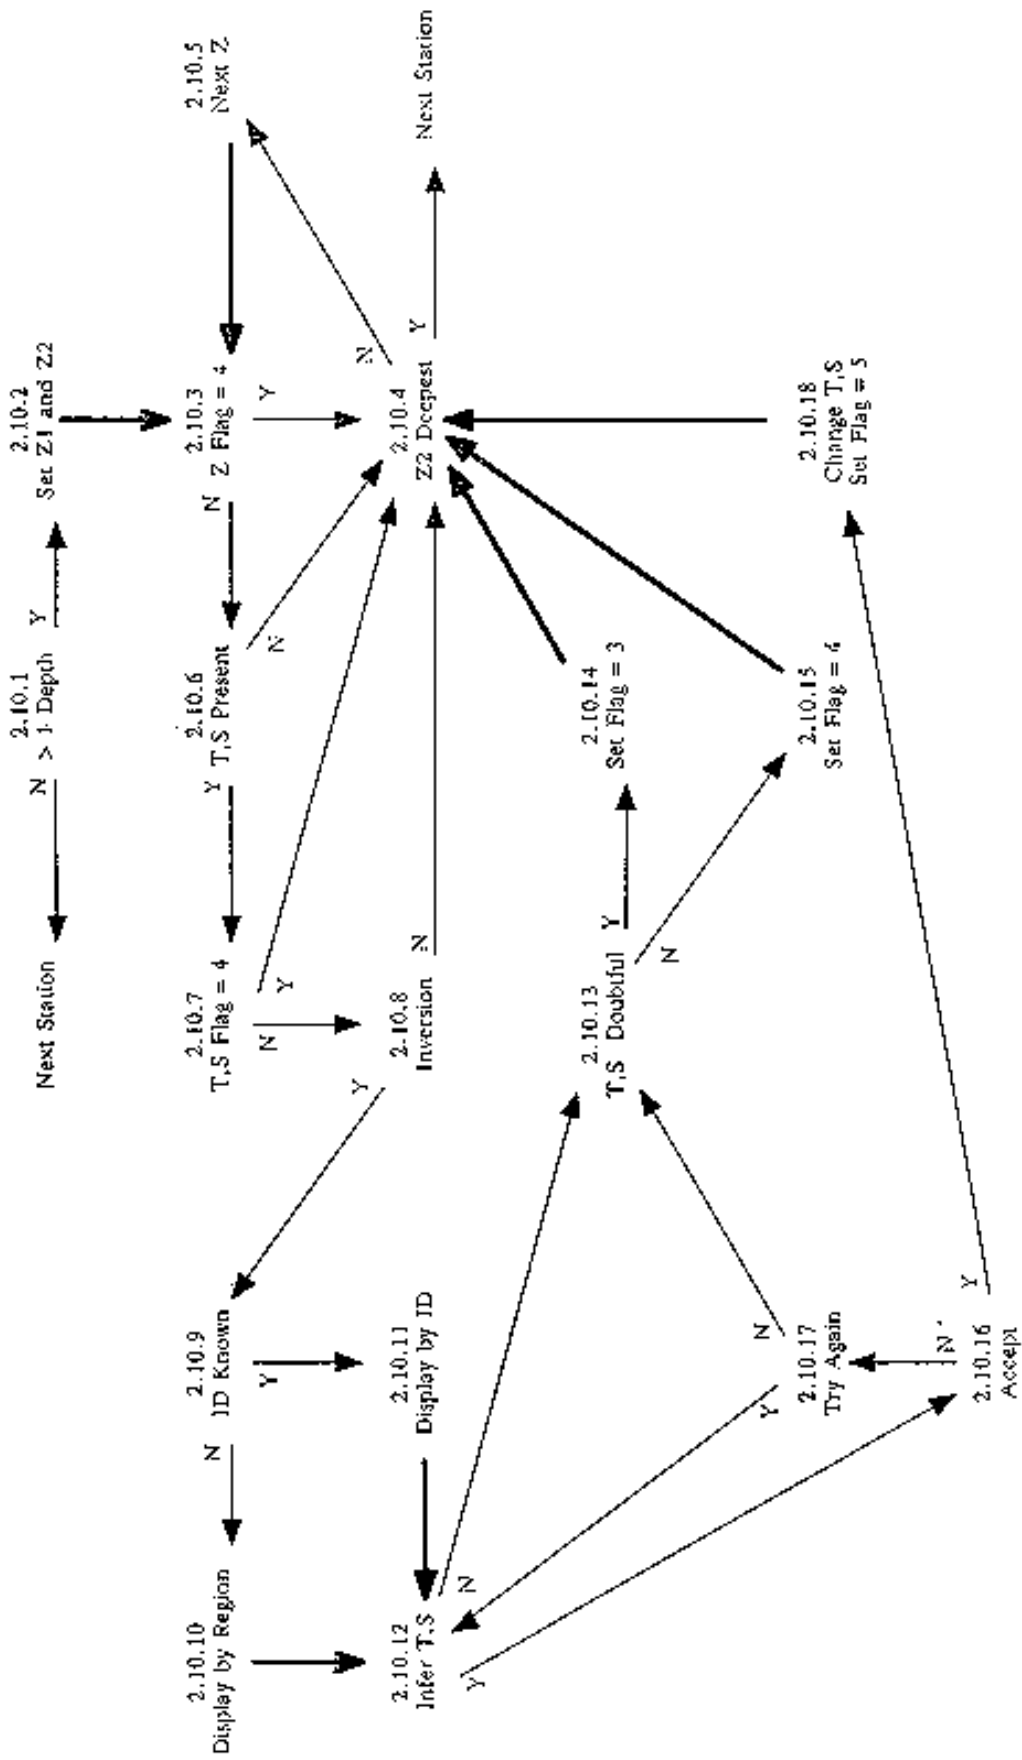 2.10.1
Next Station
N
> 1 Depth
Y
2.10.2
Set Z1 and Z2
2.10.10
Display by Region
N
2.10.9
ID Known
Y
2.10.7
T,S Flag = 4
N
Y
2.10.6
Y
T,S Present
N
2.10.3
N
Z Flag = 4
Y
2.10.5
Next Z
2.10.12
Infer T,S
Y
N
2.10.11
Display by ID
Y
2.10.8
Inversion
N
2.10.4
Z2 Deepest
N
Y
Next Station
2.10.13
T,S Doubtful
Y
N
2.10.14
Set Flag = 3
Y
N
2.10.17
Try Again
2.10.15
Set Flag = 4
2.10.18
Change T,S
Set Flag = 5
N
Y
2.10.16
Accept